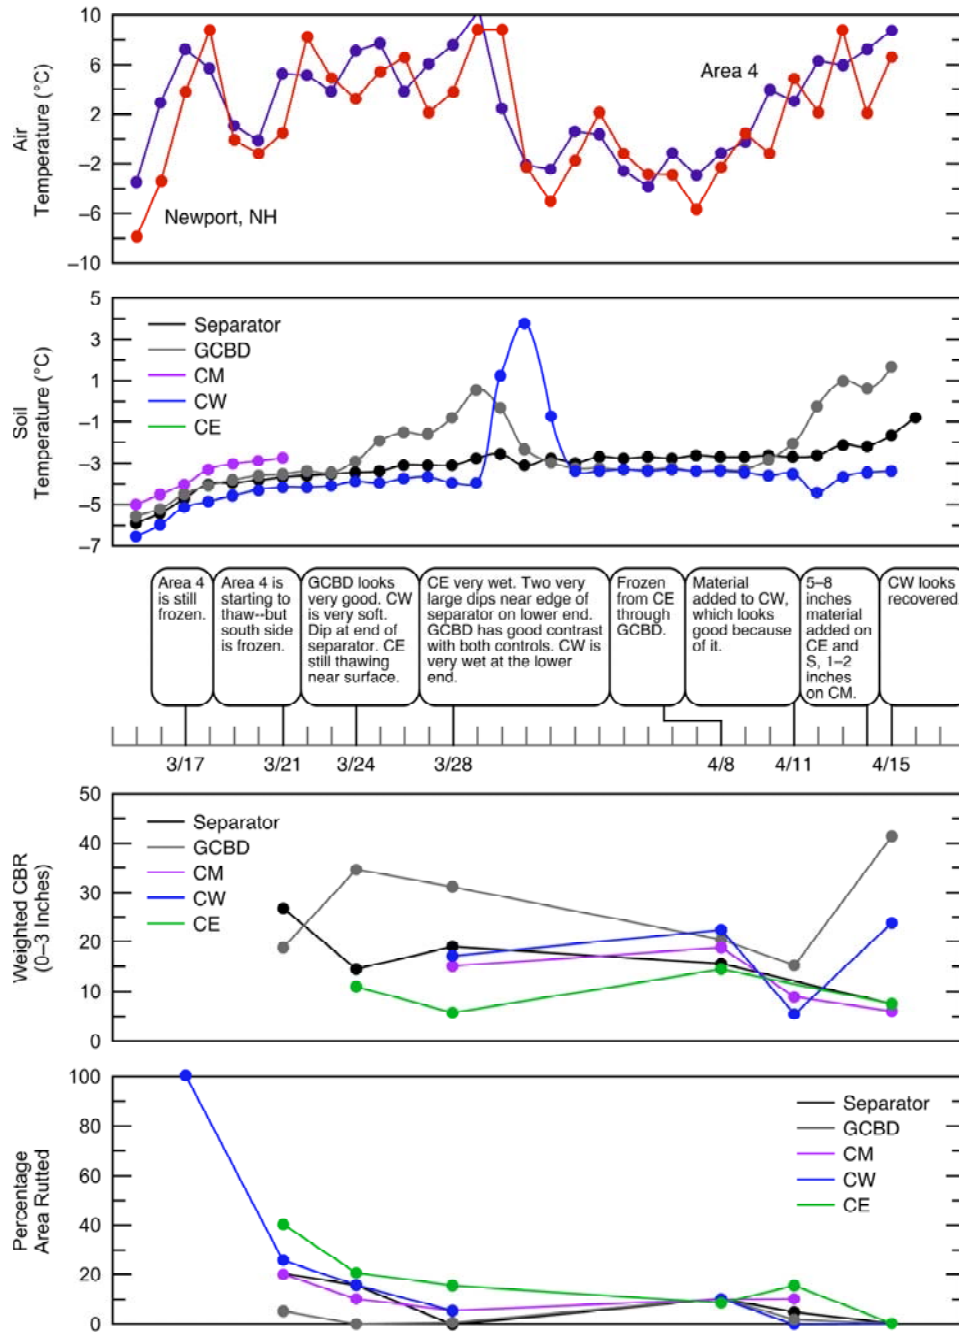 10
6
2
−2
−6
−10
Air
Temperature (°C)
Area 4
Newport, NH
5
3
1
−1
−3
−5
−7
Soil
Temperature (°C)
Separator
GCBD
CM
CW
CE
Area 4
is still
frozen.
Area 4 is
starting to
thaw--but
south side
is frozen.
GCBD looks
very good. CW
is very soft.
Dip at end of
separator. CE
still thawing
near surface.
CE very wet. Two very
large dips near edge of
separator on lower end.
GCBD has good contrast
with both controls. CW is
very wet at the lower
end.
Frozen
from CE
through
GCBD.
Material
added to CW,
which looks
good because
of it.
5–8
inches
material
added on
CE and
S, 1–2
inches
on CM.
CW looks
recovered.
3/17 3/21 3/24 3/28 4/8 4/11 4/15
50
40
30
20
10
0
Weighted CBR
(0–3 Inches)
Separator
GCBD
CM
CW
CE
100
80
60
40
20
0
Percentage
Area Rutted
Separator
GCBD
CM
CW
CE